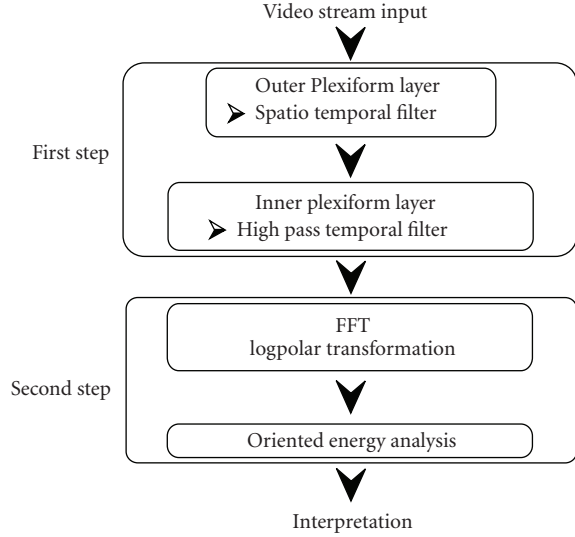 Video stream input
Outer Plexiform layer
Spatio temporal filter
First step
Inner plexiform layer
High pass temporal filter
FFT
logpolar transformation
Second step
Oriented energy analysis
Interpretation